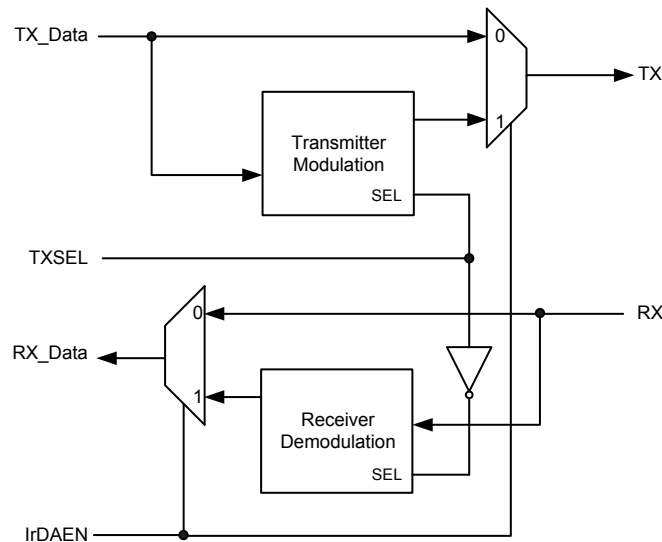 TX_Data
0
TX
1
Transmitter
Modulation
SEL
TXSEL
0
RX
RX_Data
1
Receiver
Demodulation
SEL
IrDAEN